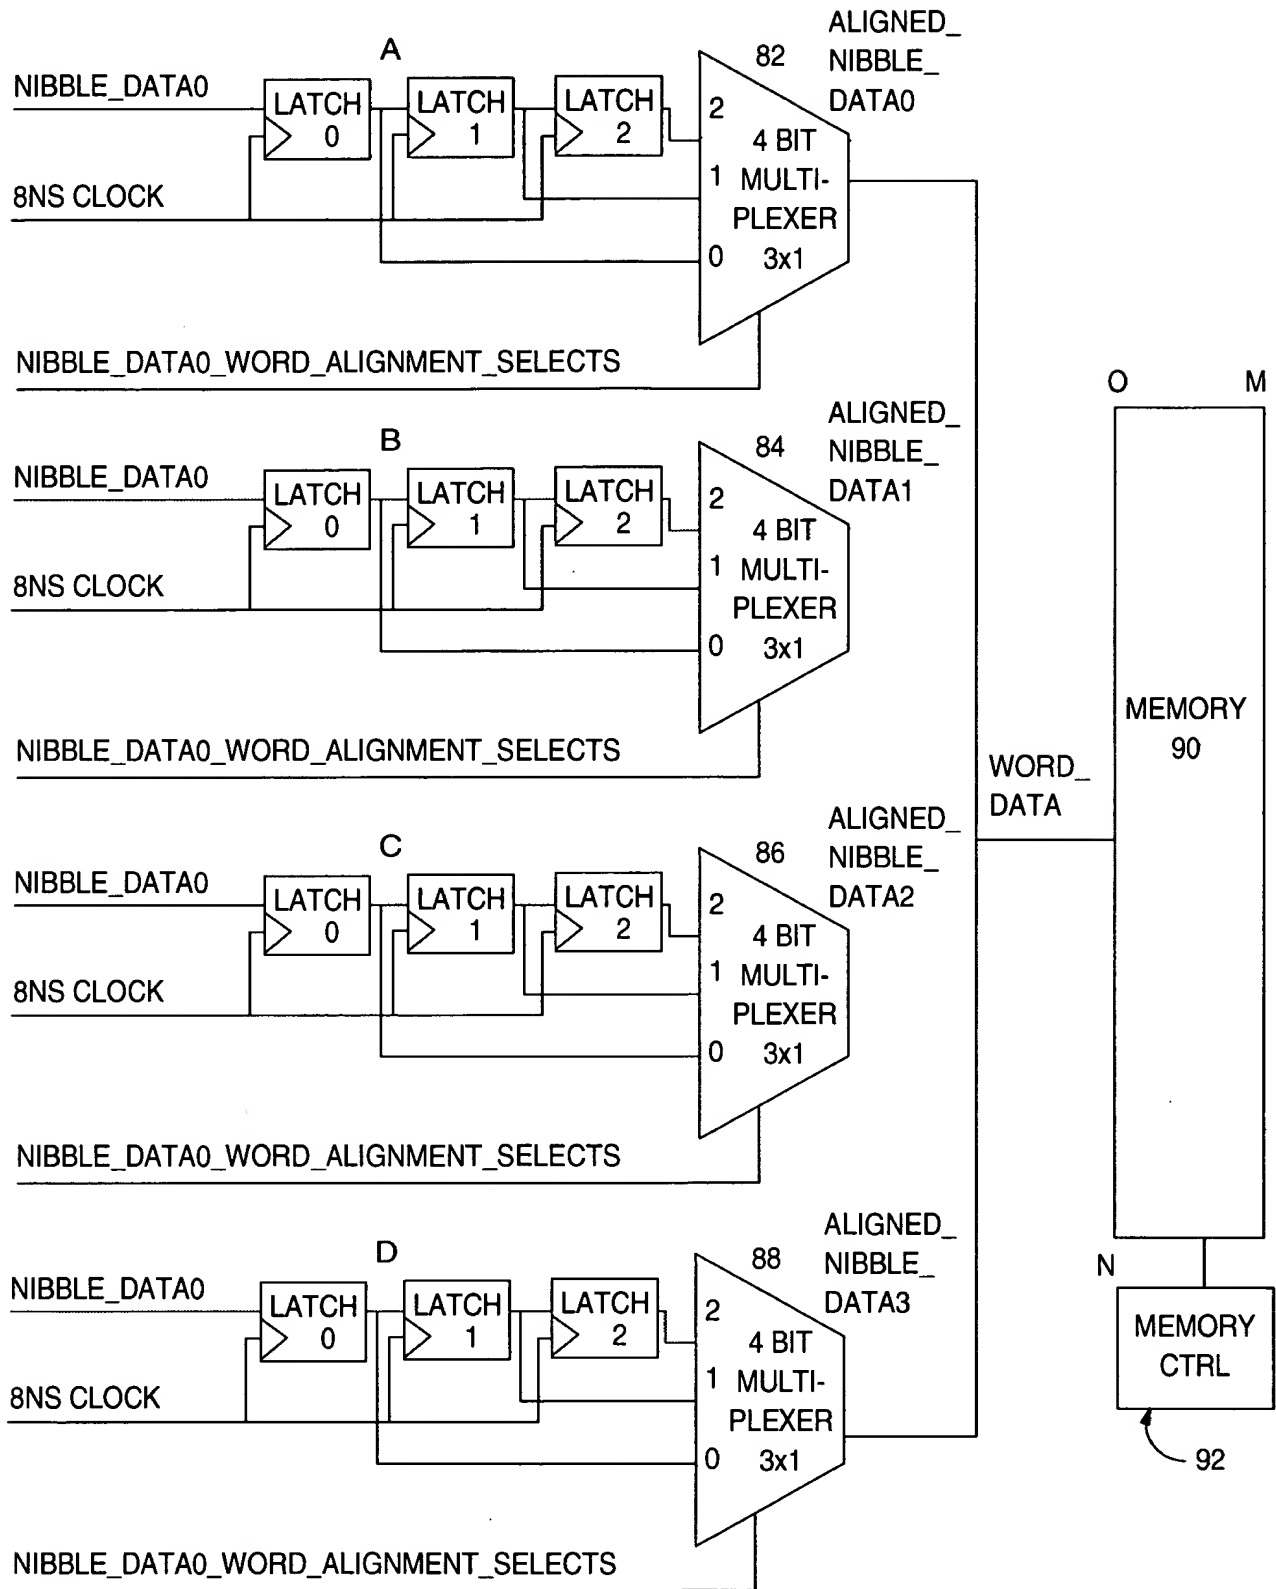 A
NIBBLE_DATA0
LATCH
0
LATCH
1
LATCH
2
8NS CLOCK
82
ALIGNED_
NIBBLE_
DATA0
2
1
0
4 BIT
MULTI-
PLEXER
3x1
NIBBLE_DATA0_WORD_ALIGNMENT_SELECTS
B
NIBBLE_DATA0
LATCH
0
LATCH
1
LATCH
2
8NS CLOCK
84
ALIGNED_
NIBBLE_
DATA1
2
1
0
4 BIT
MULTI-
PLEXER
3x1
NIBBLE_DATA0_WORD_ALIGNMENT_SELECTS
C
NIBBLE_DATA0
LATCH
0
LATCH
1
LATCH
2
8NS CLOCK
86
ALIGNED_
NIBBLE_
DATA2
2
1
0
4 BIT
MULTI-
PLEXER
3x1
NIBBLE_DATA0_WORD_ALIGNMENT_SELECTS
D
NIBBLE_DATA0
LATCH
0
LATCH
1
LATCH
2
8NS CLOCK
88
ALIGNED_
NIBBLE_
DATA3
2
1
0
4 BIT
MULTI-
PLEXER
3x1
NIBBLE_DATA0_WORD_ALIGNMENT_SELECTS
WORD_
DATA
O
M
MEMORY
90
N
MEMORY
CTRL
92